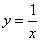 y = 1/x